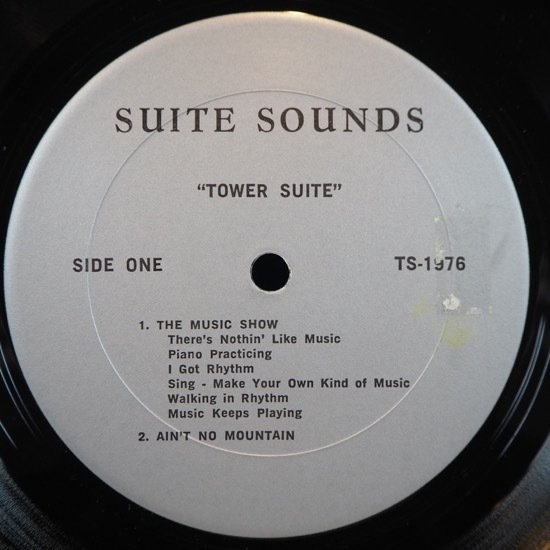 SUITE SOUNDS
“TOWER SUITE”
SIDE ONE TS-1976
1. THE MUSIC SHOW
There's Nothin' Like Music
Piano Practicing
I Got Rhythm
Sing - Make Your Own Kind of Music
Walking in Rhythm
Music Keeps Playing
2. AIN'T NO MOUNTAIN